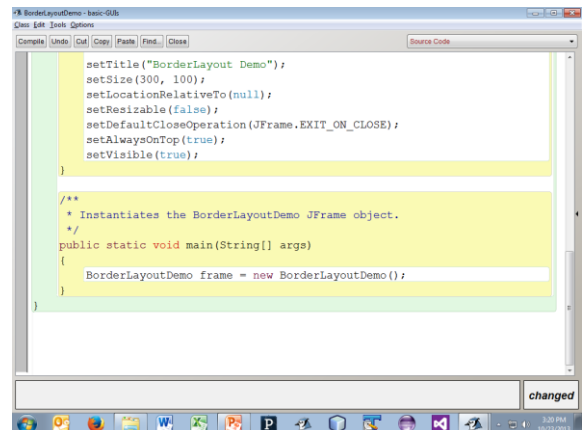 BorderLayoutDemo - basic-GUIs
Class Edit Tools Options
Compile Undo Cut Copy Paste Find... Close Source Code
setTitle("BorderLayout Demo");
setSize(300, 100);
setLocationRelativeTo(null);
setResizable(false);
setDefaultCloseOperation(JFrame.EXIT_ON_CLOSE);
setAlwaysOnTop(true);
setVisible(true);
}
/**
* Instantiates the BorderLayoutDemo JFrame object.
*/
public static void main(String[] args)
{
BorderLayoutDemo frame = new BorderLayoutDemo();
}
}
changed
3:20 PM